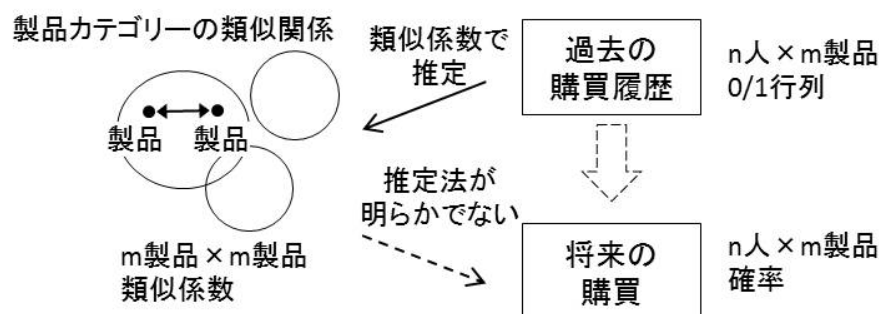 製品カテゴリーの類似関係
製品
製品
m製品×m製品
類似係数
類似係数で
推定
推定法が
明らかでない
過去の
購買履歴
n人×m製品
0/1行列
将来の
購買
n人×m製品
確率